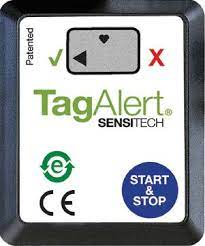 Patented
✓ X
TagAlert®
SENSITECH
e
START
&
STOP
CE